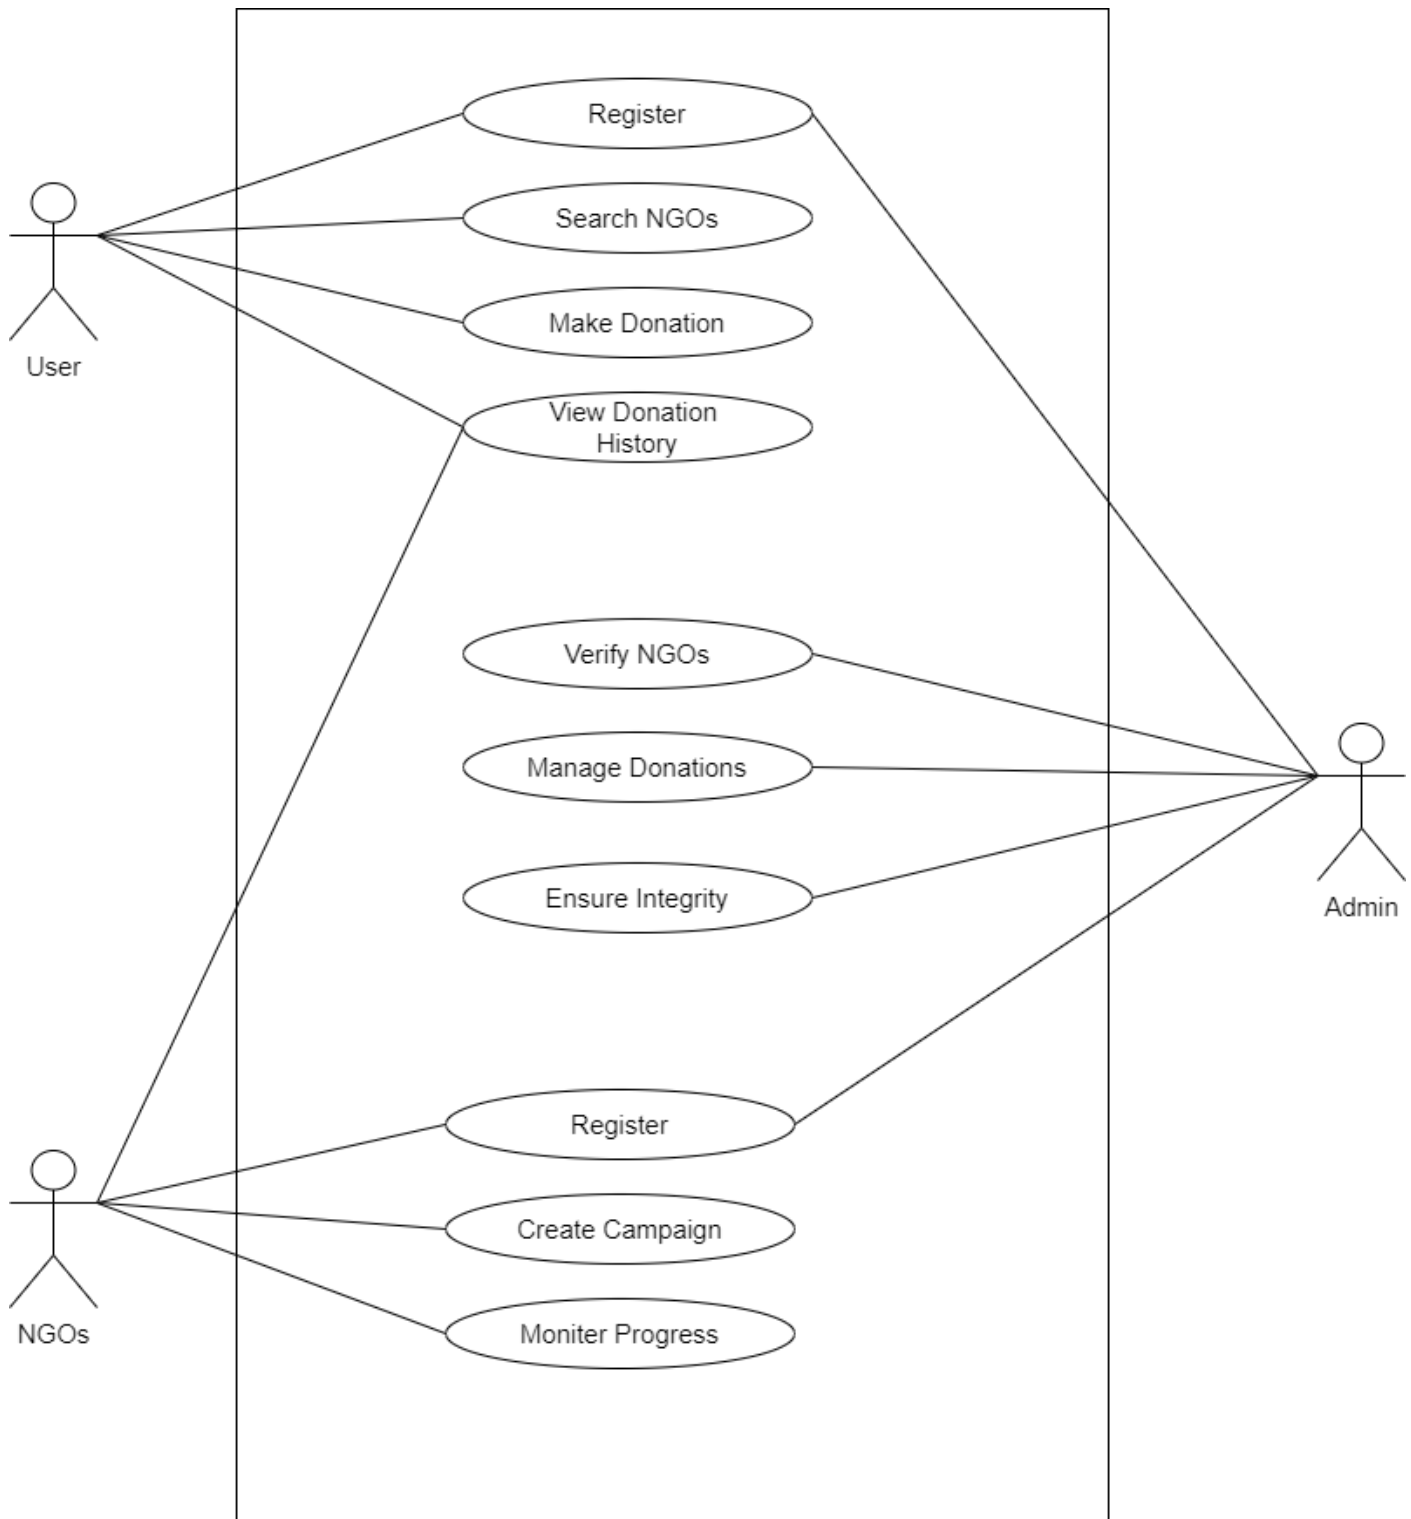 Register
Search NGOs
Make Donation
User
View Donation
History
Verify NGOs
Manage Donations
Ensure Integrity
Admin
Register
Create Campaign
Moniter Progress
NGOs